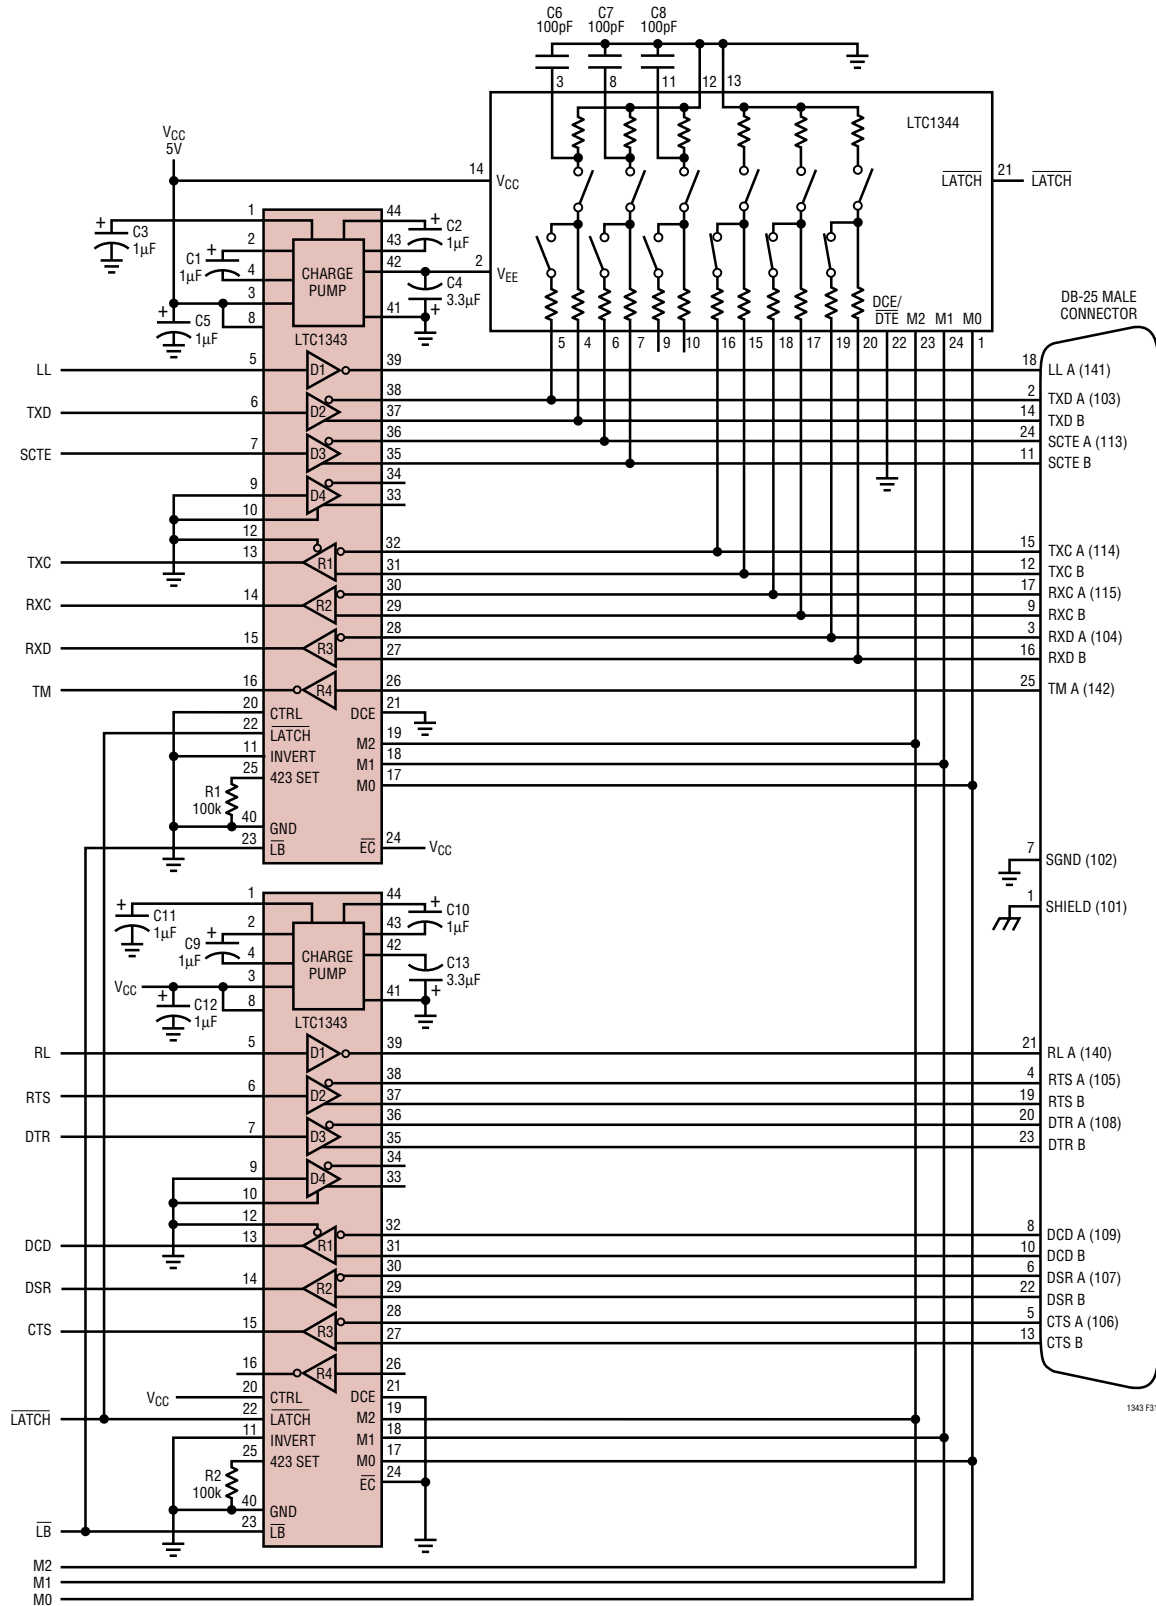 C6
100pF
C7
100pF
C8
100pF
3
8
11
12
13
LTC1344
VCC
5V
14
VCC
LATCH
21
LATCH
2
VEE
DCE/
DTE
M2
M1
M0
5
4
6
7
9
10
16
15
18
17
19
20
22
23
24
1
1
C3
1µF
2
C1
1µF
4
3
8
C5
1µF
CHARGE
PUMP
LTC1343
44
C2
1µF
43
42
C4
3.3µF
41
DB-25 MALE
CONNECTOR
LL
5
D1
39
18
LL A (141)
TXD
6
D2
38
2
TXD A (103)
37
14
TXD B
SCTE
7
D3
36
24
SCTE A (113)
35
11
SCTE B
9
D4
34
10
33
12
TXC
13
R1
32
15
TXC A (114)
31
12
TXC B
RXC
14
R2
30
17
RXC A (115)
29
9
RXC B
RXD
15
R3
28
3
RXD A (104)
27
16
RXD B
TM
16
R4
26
25
TM A (142)
20
CTRL
DCE
21
22
LATCH
M2
19
11
INVERT
M1
18
25
423 SET
M0
17
R1
100k
40
GND
23
LB
EC
24
VCC
7
SGND (102)
1
SHIELD (101)
1
C11
1µF
2
C9
1µF
4
VCC
3
8
C12
1µF
CHARGE
PUMP
LTC1343
44
C10
1µF
43
42
C13
3.3µF
41
RL
5
D1
39
21
RL A (140)
RTS
6
D2
38
4
RTS A (105)
37
19
RTS B
DTR
7
D3
36
20
DTR A (108)
35
23
DTR B
9
D4
34
10
33
12
DCD
13
R1
32
8
DCD A (109)
31
10
DCD B
DSR
14
R2
30
6
DSR A (107)
29
22
DSR B
CTS
15
R3
28
5
CTS A (106)
27
13
CTS B
16
R4
26
VCC
20
CTRL
DCE
21
LATCH
22
LATCH
M2
19
11
INVERT
M1
18
25
423 SET
M0
17
R2
100k
EC
24
40
GND
LB
23
LB
M2
M1
M0
1343 F31